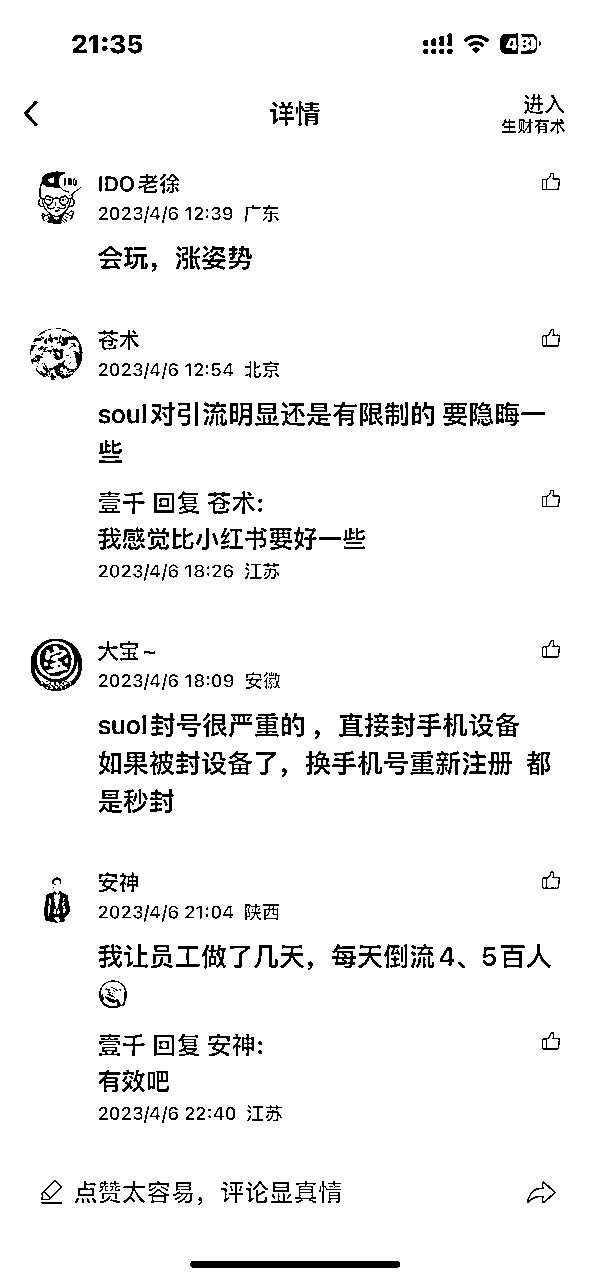 21:35
详情
进入
生财有术
IDO老徐
2023/4/6 12:39 广东
会玩，涨姿势
苍术
2023/4/6 12:54 北京
soul对引流明显还是有限制的 要隐晦一
些
壹千 回复 苍术:
我感觉比小红书要好一些
2023/4/6 18:26 江苏
大宝~
2023/4/6 18:09 安徽
suol封号很严重的 ，直接封手机设备
如果被封设备了，换手机号重新注册 都
是秒封
安神
2023/4/6 21:04 陕西
我让员工做了几天，每天倒流4、5百人
壹千 回复 安神:
有效吧
2023/4/6 22:40 江苏
点赞太容易，评论显真情